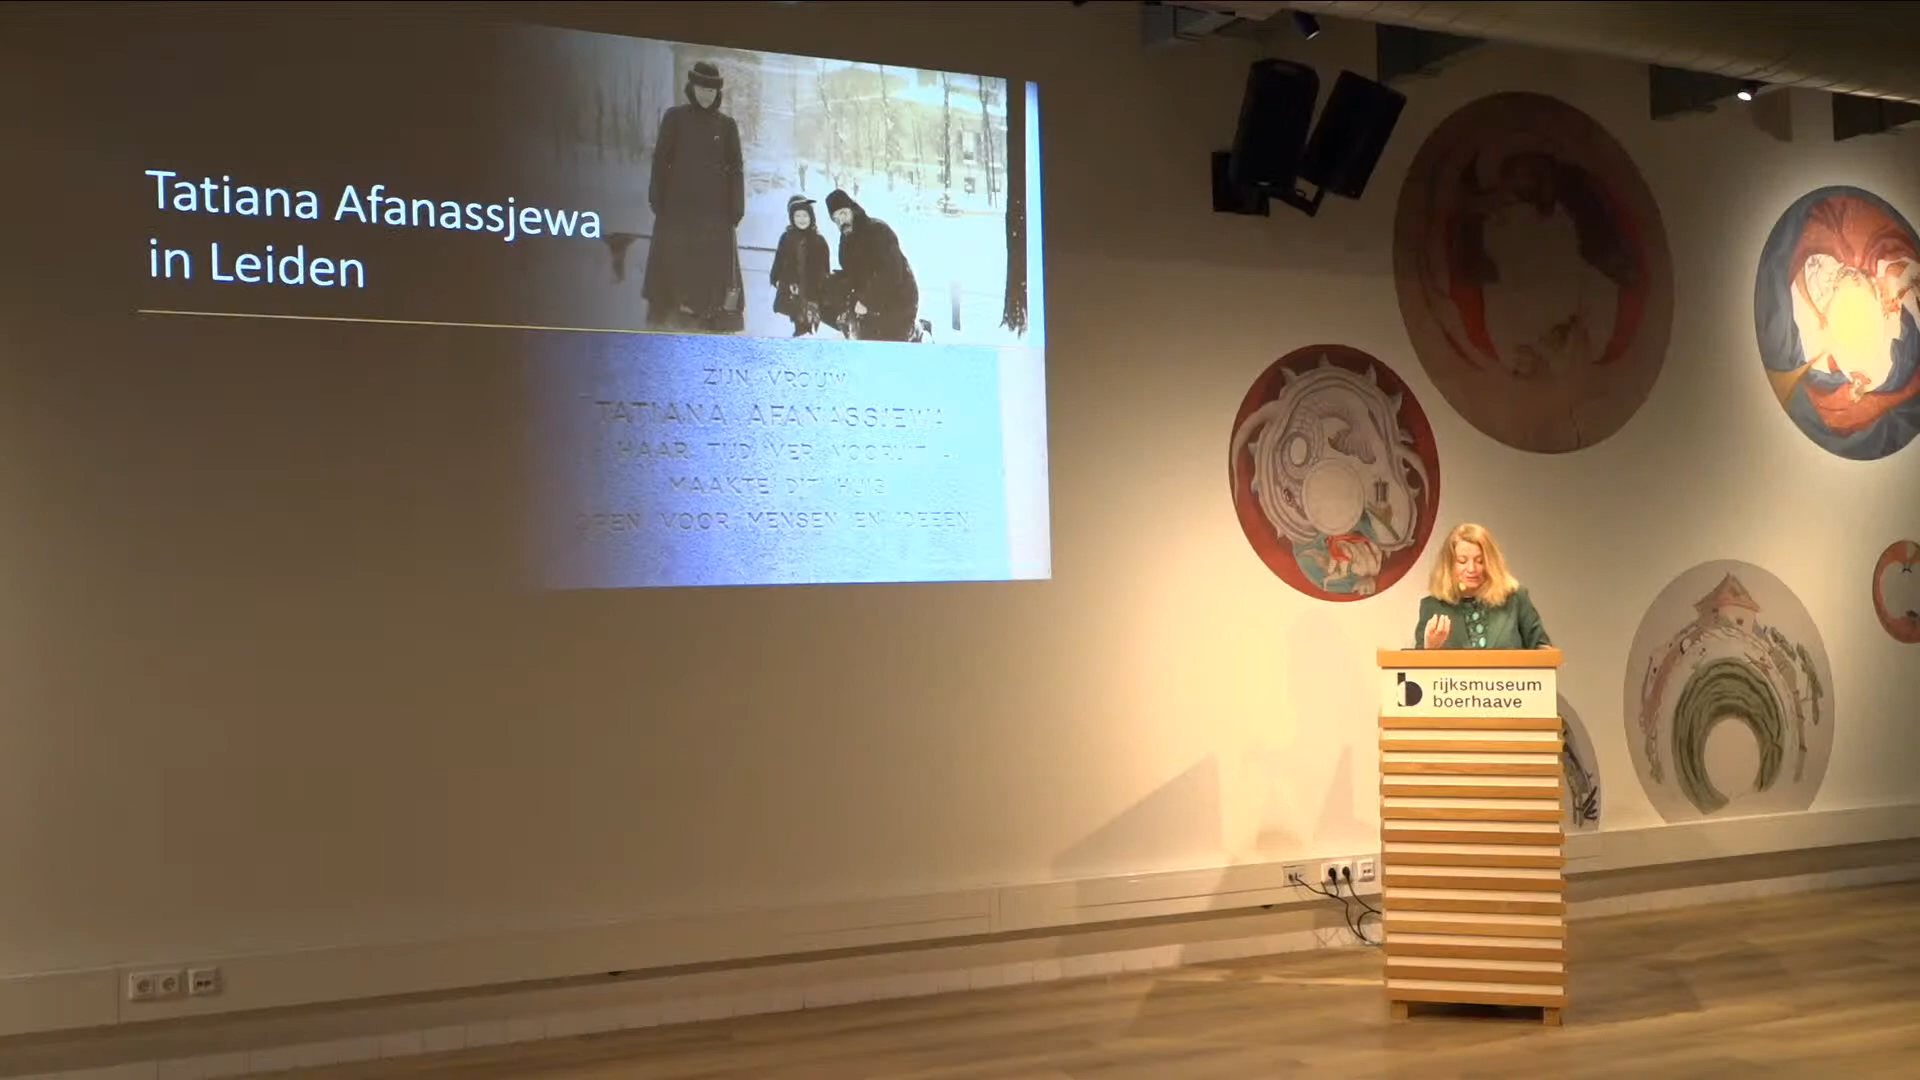 Tatiana Afanassjewa
in Leiden
ZIJN VROUW
TATIANA AFANASSJEWA
HAAR TIJD VER VOORUIT
MAAKTE DIT HUIS
OPEN VOOR MENSEN EN IDEEEN
rijksmuseum
boerhaave